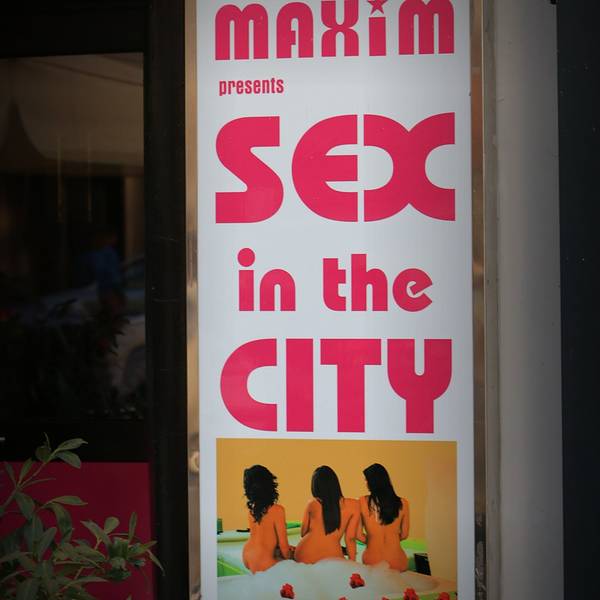 MAXiM
presents
SEX
in the
CITY